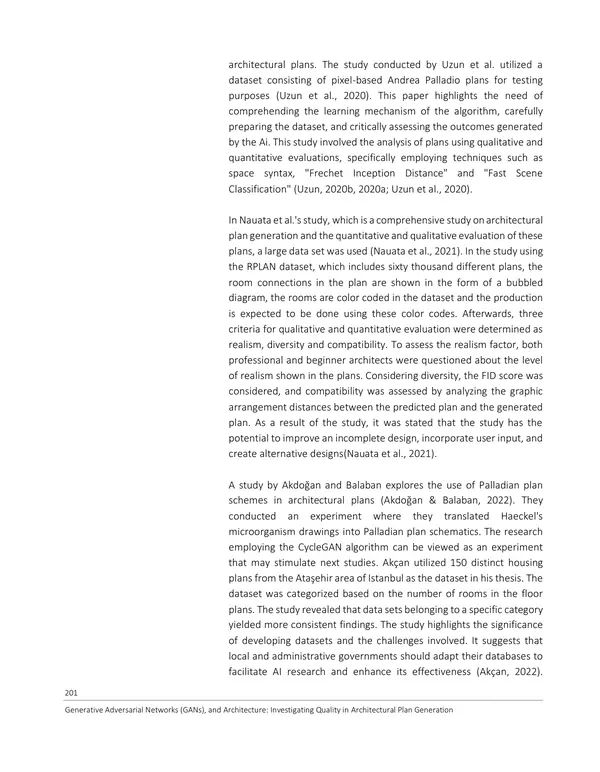 architectural plans. The study conducted by Uzun et al. utilized a
dataset consisting of pixel-based Andrea Palladio plans for testing
purposes (Uzun et al., 2020). This paper highlights the need of
comprehending the learning mechanism of the algorithm, carefully
preparing the dataset, and critically assessing the outcomes generated
by the Ai. This study involved the analysis of plans using qualitative and
quantitative evaluations, specifically employing techniques such as
space syntax, "Frechet Inception Distance" and "Fast Scene
Classification" (Uzun, 2020b, 2020a; Uzun et al., 2020).
In Nauata et al.'s study, which is a comprehensive study on architectural
plan generation and the quantitative and qualitative evaluation of these
plans, a large data set was used (Nauata et al., 2021). In the study using
the RPLAN dataset, which includes sixty thousand different plans, the
room connections in the plan are shown in the form of a bubbled
diagram, the rooms are color coded in the dataset and the production
is expected to be done using these color codes. Afterwards, three
criteria for qualitative and quantitative evaluation were determined as
realism, diversity and compatibility. To assess the realism factor, both
professional and beginner architects were questioned about the level
of realism shown in the plans. Considering diversity, the FID score was
considered, and compatibility was assessed by analyzing the graphic
arrangement distances between the predicted plan and the generated
plan. As a result of the study, it was stated that the study has the
potential to improve an incomplete design, incorporate user input, and
create alternative designs(Nauata et al., 2021).
A study by Akdoğan and Balaban explores the use of Palladian plan
schemes in architectural plans (Akdoğan & Balaban, 2022). They
conducted an experiment where they translated Haeckel's
microorganism drawings into Palladian plan schematics. The research
employing the CycleGAN algorithm can be viewed as an experiment
that may stimulate next studies. Akçan utilized 150 distinct housing
plans from the Ataşehir area of Istanbul as the dataset in his thesis. The
dataset was categorized based on the number of rooms in the floor
plans. The study revealed that data sets belonging to a specific category
yielded more consistent findings. The study highlights the significance
of developing datasets and the challenges involved. It suggests that
local and administrative governments should adapt their databases to
facilitate AI research and enhance its effectiveness (Akçan, 2022).
201
Generative Adversarial Networks (GANs), and Architecture: Investigating Quality in Architectural Plan Generation